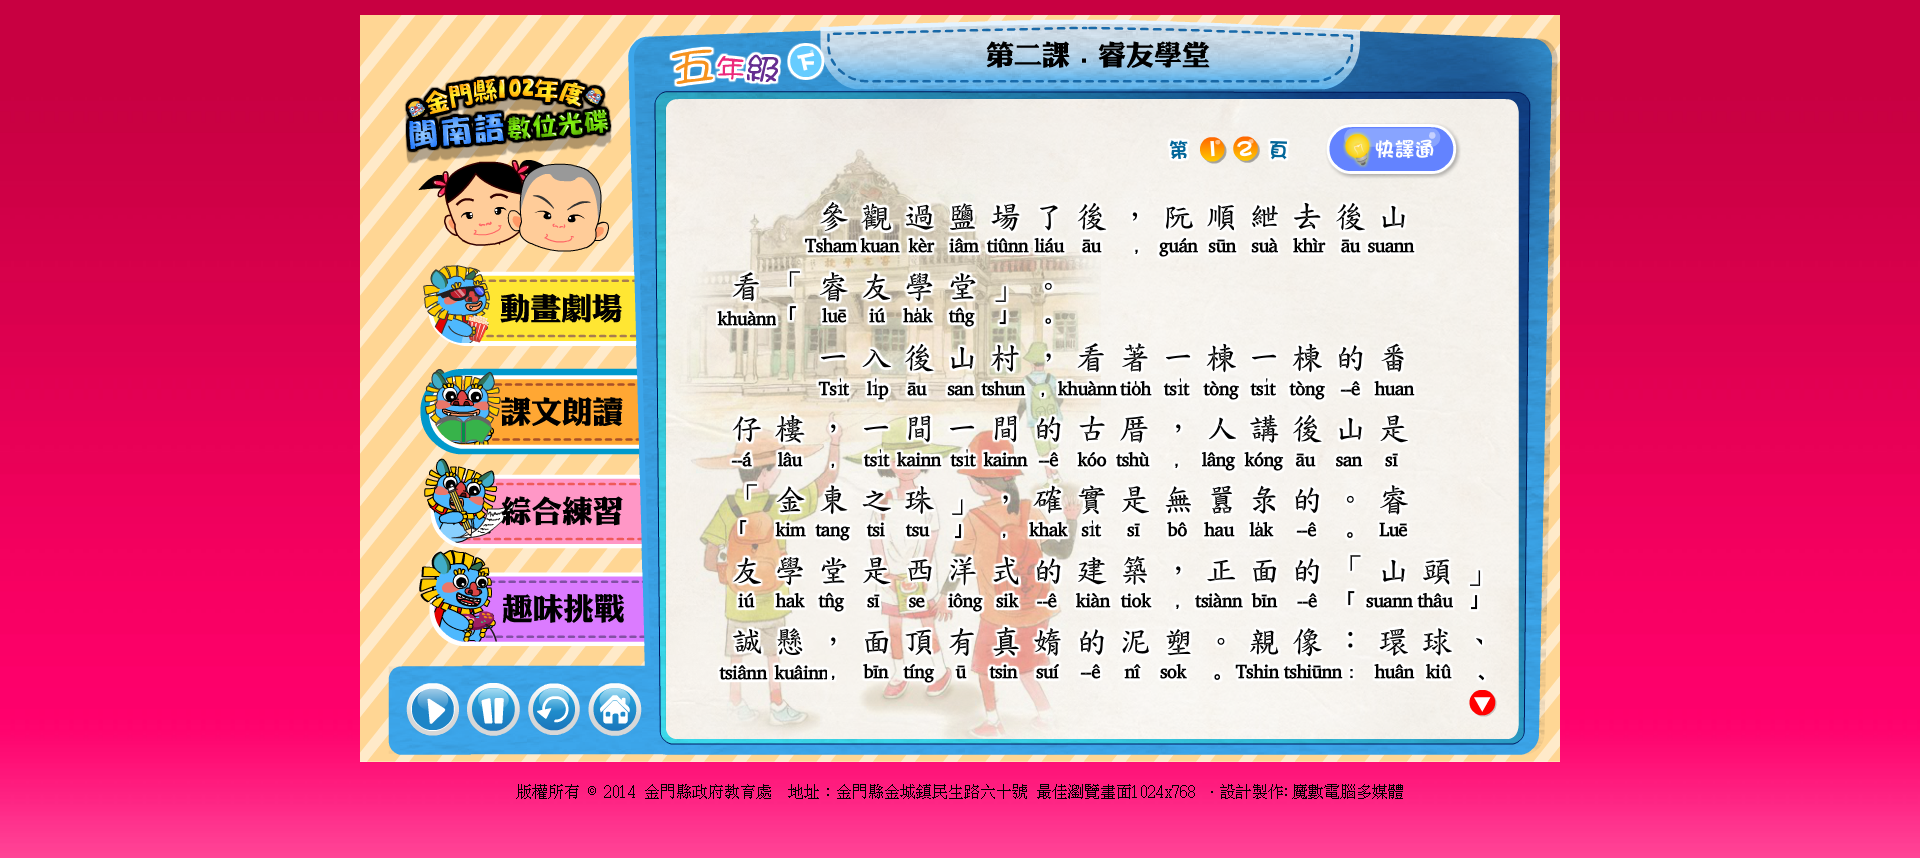 金門縣102年度
閩南語數位光碟
五年級 下
第二課．睿友學堂
動畫劇場
課文朗讀
綜合練習
趣味挑戰
第 1 2 頁
快譯通
參觀過鹽場了後，阮順紲去後山
Tsham kuan kèr iâm tiûnn liáu āu , guán sūn suà khìr āu suann
看「睿友學堂」。
khuànn「 luē iú ha̍k tn̂g 」 。
一入後山村，看著一棟一棟的番
Tsi̍t li̍p āu san tshun , khuànn tio̍h tsi̍t tòng tsi̍t tòng --ê huan
仔樓，一間一間的古厝，人講後山是
--á lâu , tsi̍t kainn tsi̍t kainn --ê kóo tshù , lâng kóng āu san sī
「金東之珠」，確實是無囂彔的。睿
「 kim tang tsi tsu 」 , khak si̍t sī bô hau la̍k --ê 。 Luē
友學堂是西洋式的建築，正面的「山頭」
iú hak tn̂g sī se iông sik --ê kiàn tiok , tsiànn bīn --ê 「 suann thâu 」
誠懸，面頂有真媠的泥塑。親像：環球、
tsiânn kuâinn, bīn tíng ū tsin suí --ê nî sok 。 Tshin tshiūnn : huân kiû 、
版權所有 © 2014 金門縣政府教育處 地址：金門縣金城鎮民生路六十號 最佳瀏覽畫面1024x768 ．設計製作: 魔數電腦多媒體